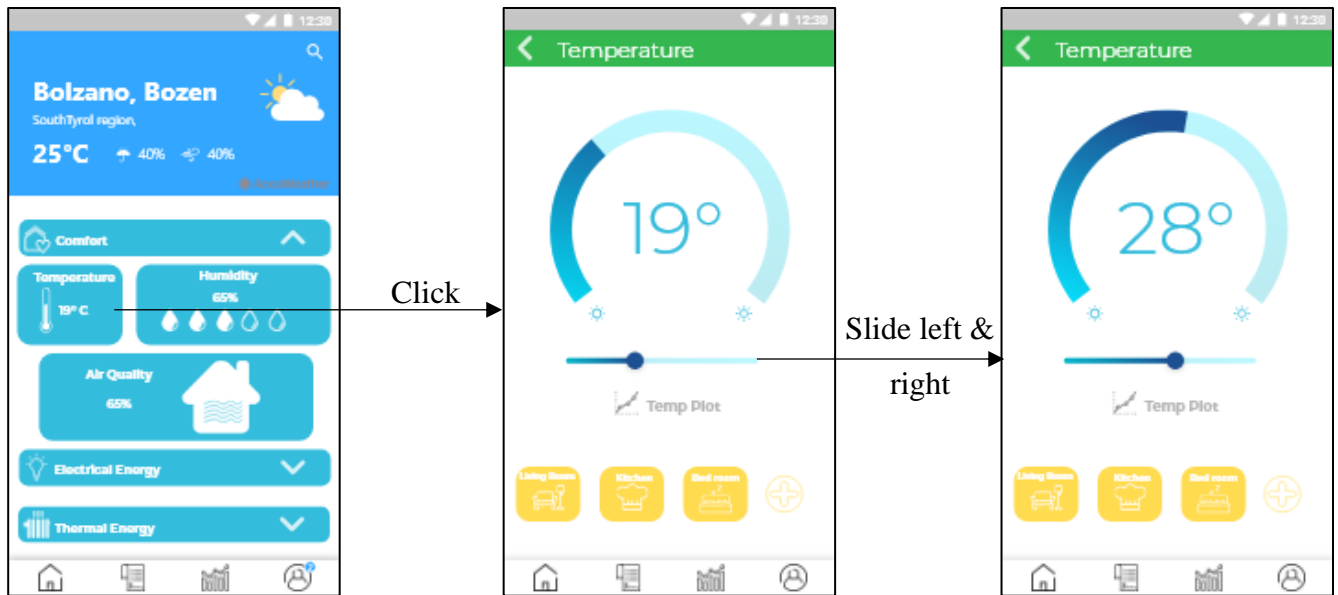 12:30
Bolzano, Bozen
SouthTyrol region,
25°C 40% 40%
AccuWeather
Comfort
Temperature
19° C
Humidity
65%
Air Quality
65%
Electrical Energy
Thermal Energy
Click
12:30
Temperature
19°
Temp Plot
Living Room
Kitchen
Bed room
Slide left &
right
12:30
Temperature
28°
Temp Plot
Living Room
Kitchen
Bed room